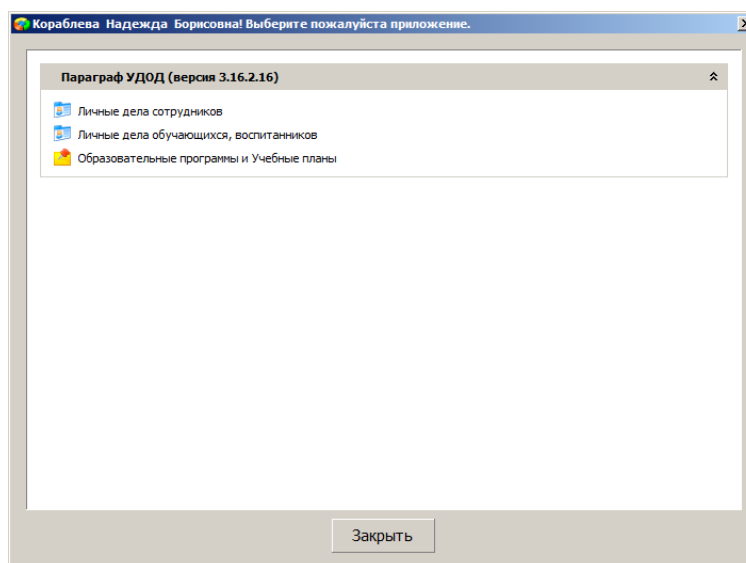 Кораблева Надежда Борисовна! Выберите пожалуйста приложение.
Параграф УДОД (версия 3.16.2.16)
Личные дела сотрудников
Личные дела обучающихся, воспитанников
Образовательные программы и Учебные планы
Закрыть